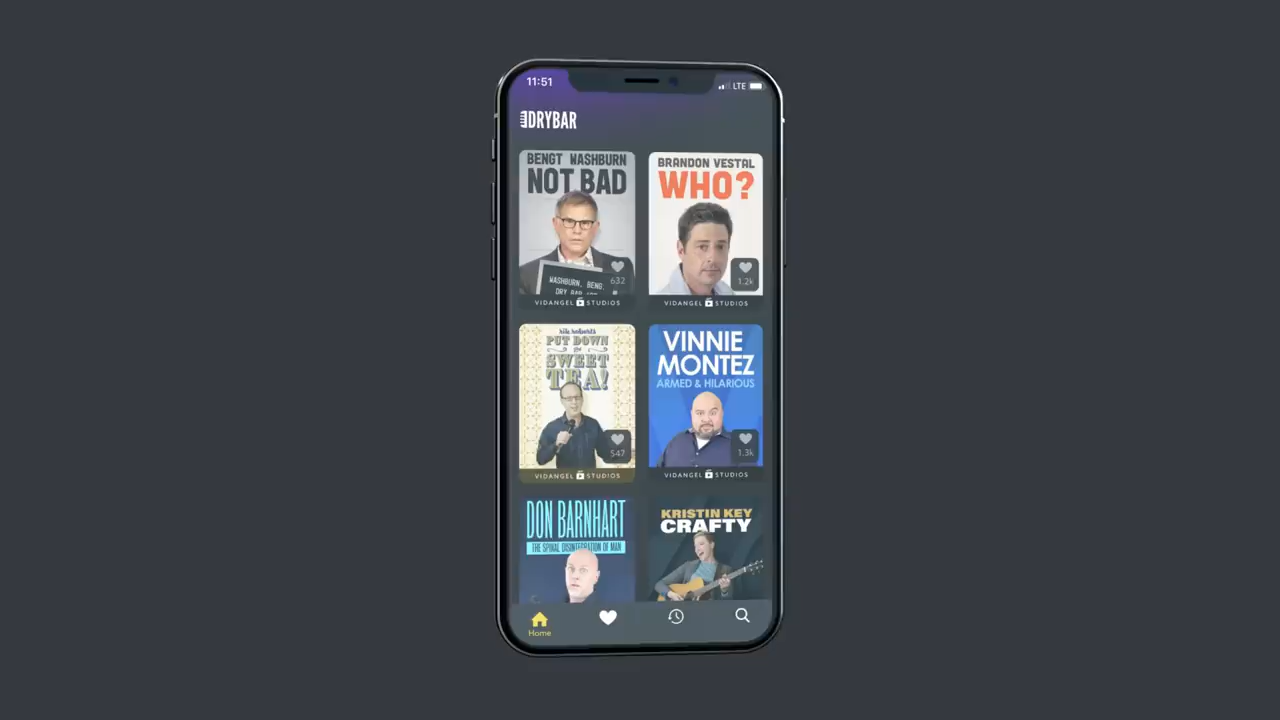 11:51
LTE
DRYBAR
BENGT WASHBURN
NOT BAD
WASHBURN, BENG.
632
VIDANGEL STUDIOS
BRANDON VESTAL
WHO?
1.2k
VIDANGEL STUDIOS
PUT DOWN
SWEET
TEA!
547
VIDANGEL STUDIOS
VINNIE
MONTEZ
ARMED & HILARIOUS
1.3k
VIDANGEL STUDIOS
DON BARNHART
THE SPINAL DISINTEGRATION OF MAN
KRISTIN KEY
CRAFTY
Home